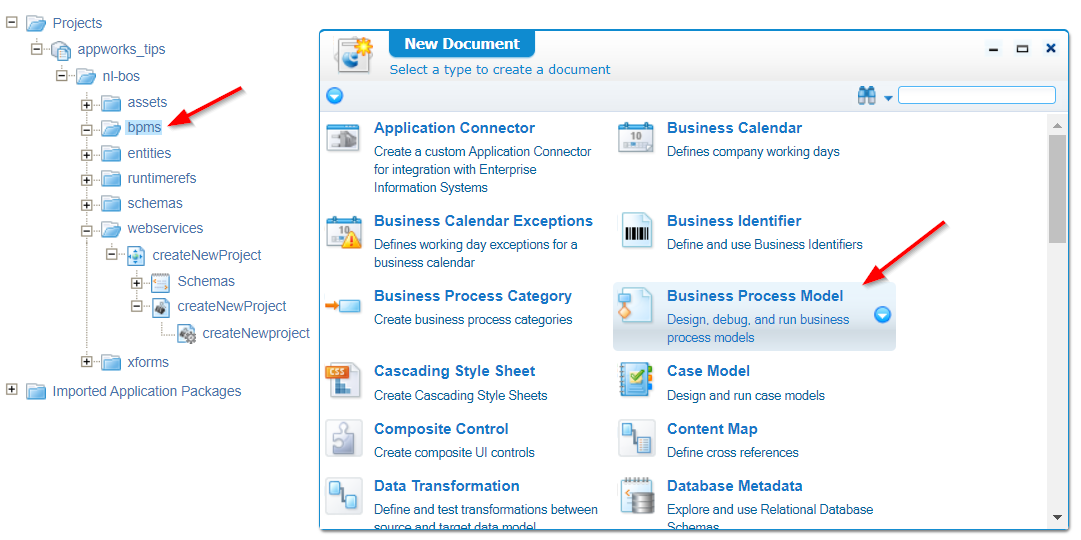 Projects
appworks_tips
nl-bos
assets
bpms
entities
runtimerefs
schemas
webservices
createNewProject
Schemas
createNewProject
createNewproject
xforms
Imported Application Packages
New Document
Select a type to create a document
Application Connector
Create a custom Application Connector
for integration with Enterprise
Information Systems
Business Calendar
Defines company working days
Business Calendar Exceptions
Defines working day exceptions for a
business calendar
Business Identifier
Define and use Business Identifiers
Business Process Category
Create business process categories
Business Process Model
Design, debug, and run business
process models
Cascading Style Sheet
Create Cascading Style Sheets
Case Model
Design and run case models
Composite Control
Create composite UI controls
Content Map
Define cross references
Data Transformation
Define and test transformations between
source and target data model
Database Metadata
Explore and use Relational Database
Schemas